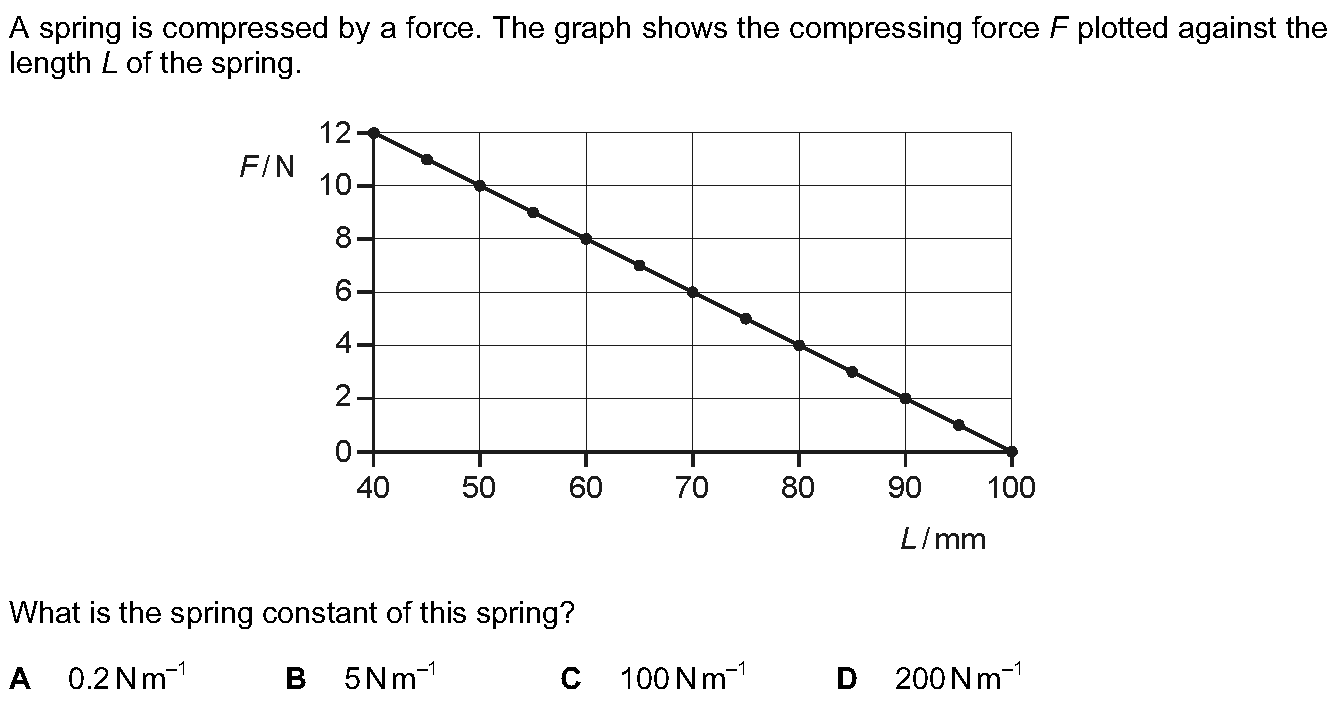 A spring is compressed by a force. The graph shows the compressing force F plotted against the
length L of the spring.
12
F/N
10
8
6
4
2
0
40 50 60 70 80 90 100
L/mm
What is the spring constant of this spring?
A 0.2 N m⁻¹ B 5 N m⁻¹ C 100 N m⁻¹ D 200 N m⁻¹